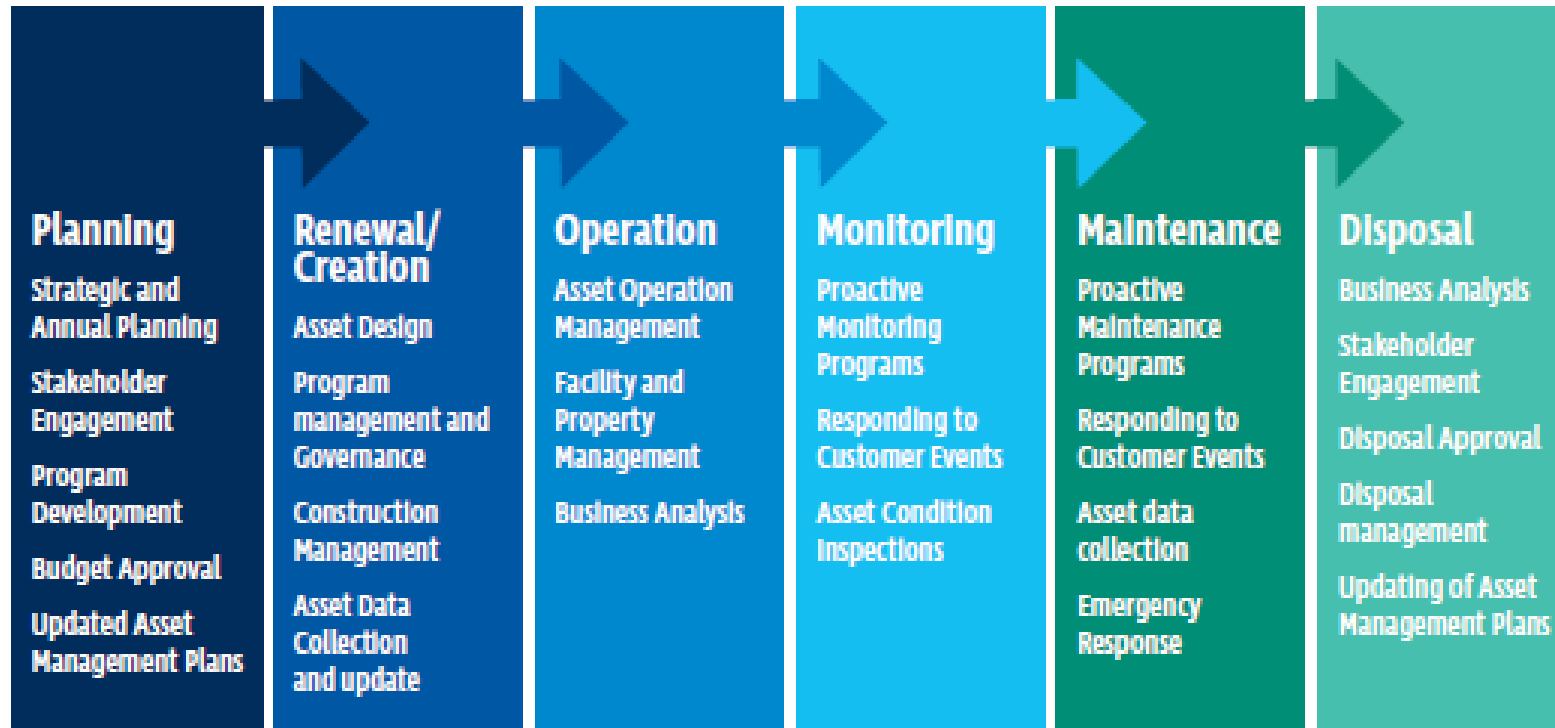 Planning
Strategic and
Annual Planning
Stakeholder
Engagement
Program
Development
Budget Approval
Updated Asset
Management Plans
Renewal/
Creation
Asset Design
Program
management and
Governance
Construction
Management
Asset Data
Collection
and update
Operation
Asset Operation
Management
Facility and
Property
Management
Business Analysis
Monitoring
Proactive
Monitoring
Programs
Responding to
Customer Events
Asset Condition
Inspections
Maintenance
Proactive
Maintenance
Programs
Responding to
Customer Events
Asset data
collection
Emergency
Response
Disposal
Business Analysis
Stakeholder
Engagement
Disposal Approval
Disposal
management
Updating of Asset
Management Plans